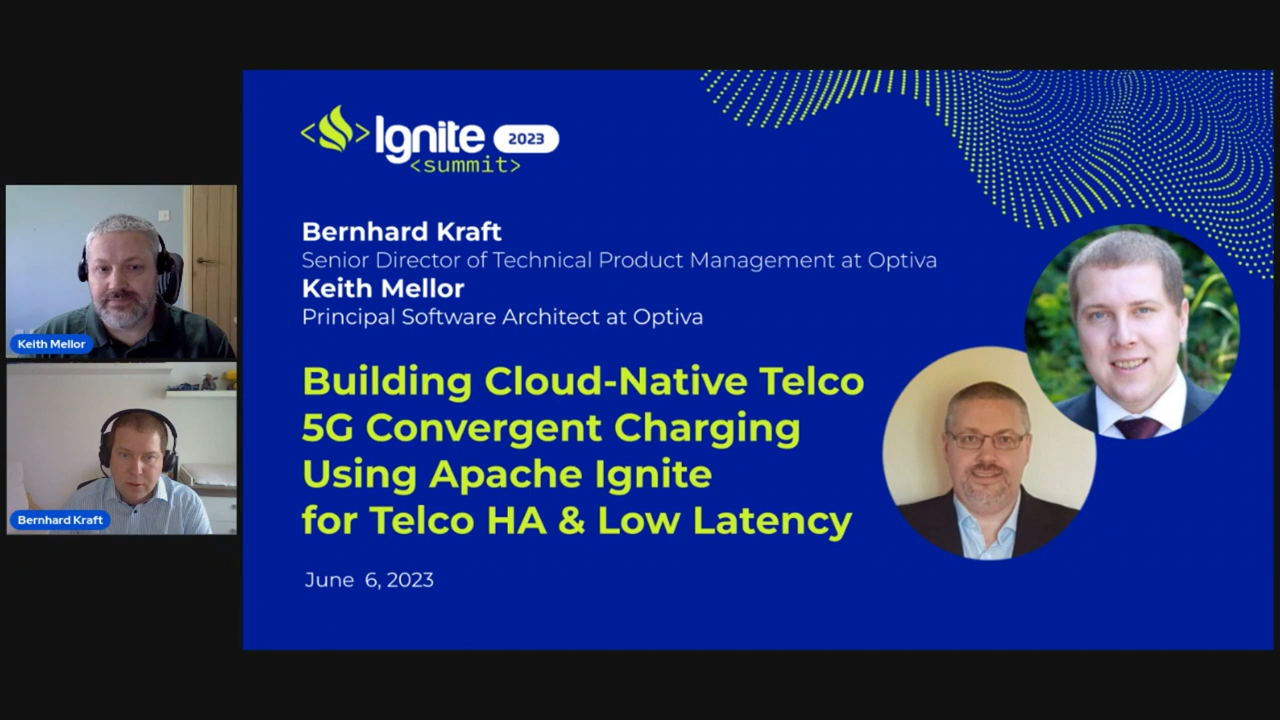 Ignite 2023
<summit>
Bernhard Kraft
Senior Director of Technical Product Management at Optiva
Keith Mellor
Principal Software Architect at Optiva
Building Cloud-Native Telco
5G Convergent Charging
Using Apache Ignite
for Telco HA & Low Latency
June 6, 2023
Keith Mellor
Bernhard Kraft